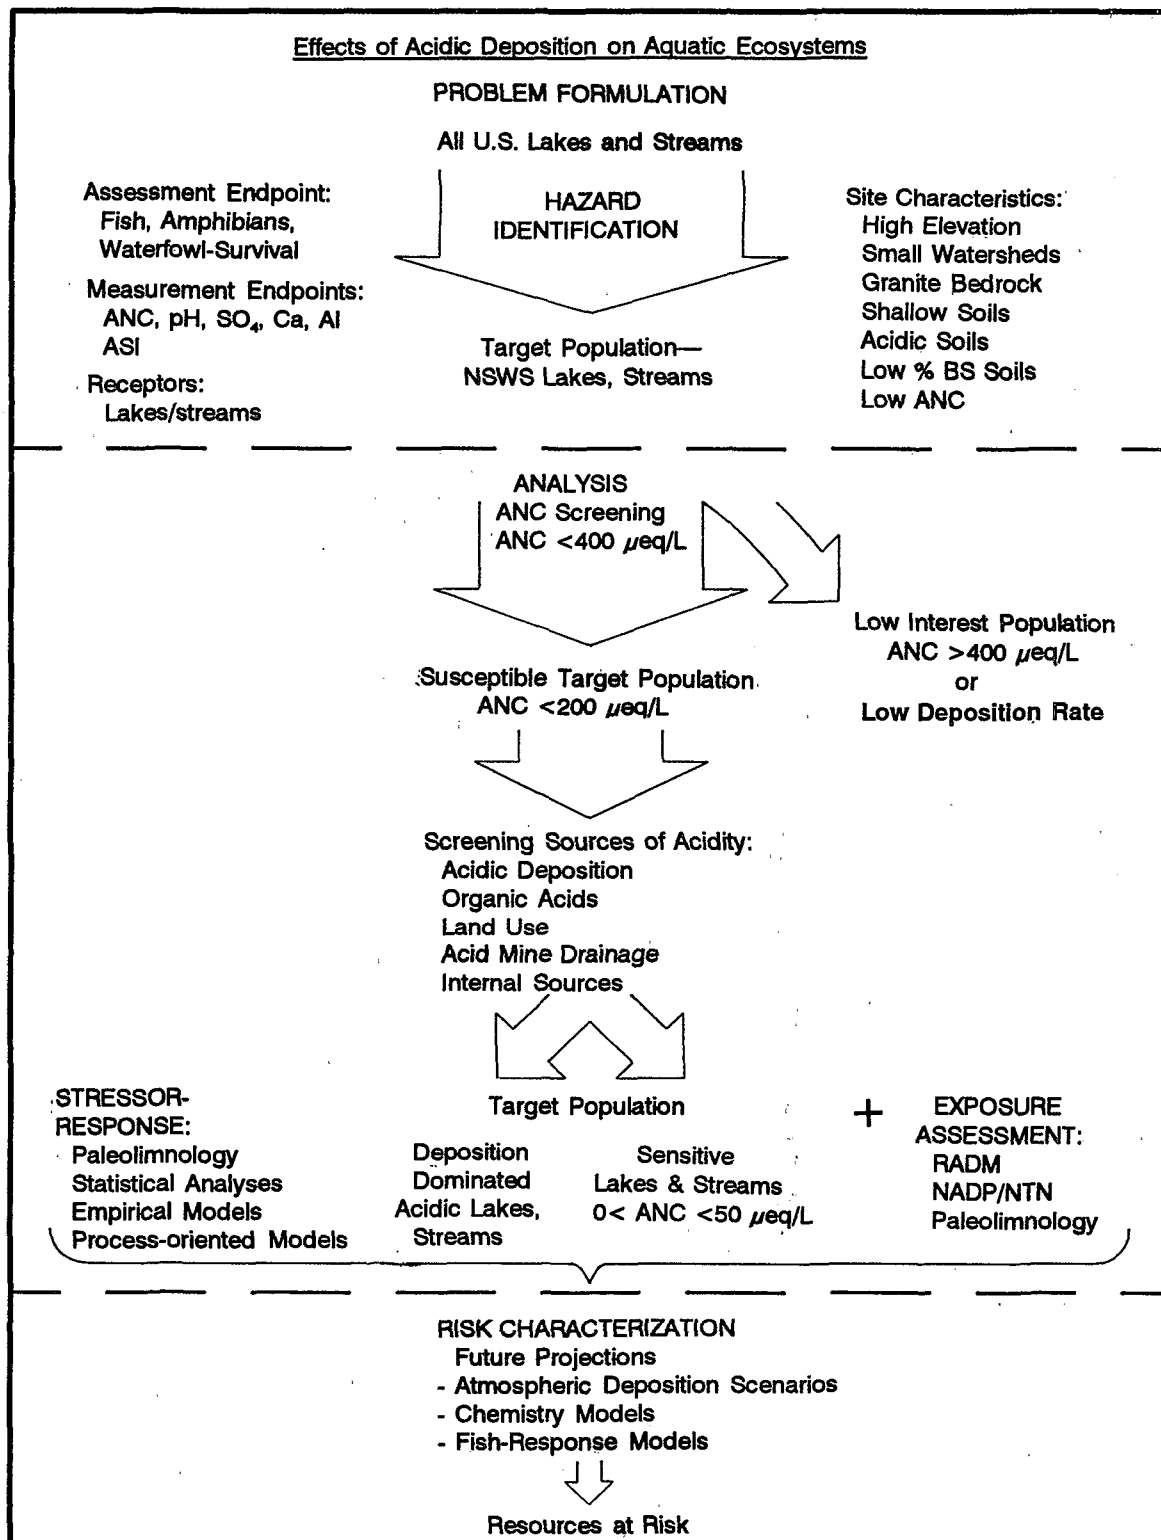 Effects of Acidic Deposition on Aquatic Ecosystems
PROBLEM FORMULATION
All U.S. Lakes and Streams
Assessment Endpoint:
Fish, Amphibians,
Waterfowl-Survival
Measurement Endpoints:
ANC, pH, SO₄, Ca, Al
ASI
Receptors:
Lakes/streams
HAZARD
IDENTIFICATION
Target Population—
NSWS Lakes, Streams
Site Characteristics:
High Elevation
Small Watersheds
Granite Bedrock
Shallow Soils
Acidic Soils
Low % BS Soils
Low ANC
ANALYSIS
ANC Screening
ANC <400 µeq/L
Low Interest Population
ANC >400 µeq/L
or
Low Deposition Rate
Susceptible Target Population
ANC <200 µeq/L
Screening Sources of Acidity:
Acidic Deposition
Organic Acids
Land Use
Acid Mine Drainage
Internal Sources
STRESSOR-
RESPONSE:
Paleolimnology
Statistical Analyses
Empirical Models
Process-oriented Models
Target Population
Deposition
Dominated
Acidic Lakes,
Streams
Sensitive
Lakes & Streams
0< ANC <50 µeq/L
+
EXPOSURE
ASSESSMENT:
RADM
NADP/NTN
Paleolimnology
RISK CHARACTERIZATION
Future Projections
- Atmospheric Deposition Scenarios
- Chemistry Models
- Fish-Response Models
Resources at Risk